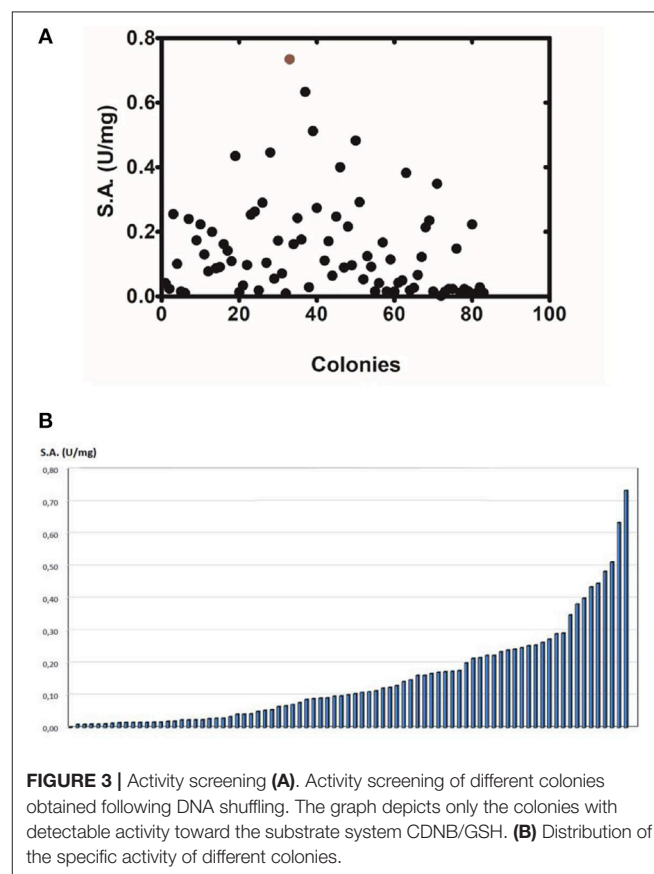 A
0.8
0.6
0.4
0.2
0.0
S.A. (U/mg)
0
20
40
60
80
100
Colonies
B
S.A. (U/mg)
0,80
0,70
0,60
0,50
0,40
0,30
0,20
0,10
0,00
FIGURE 3 | Activity screening (A). Activity screening of different colonies
obtained following DNA shuffling. The graph depicts only the colonies with
detectable activity toward the substrate system CDNB/GSH. (B) Distribution of
the specific activity of different colonies.